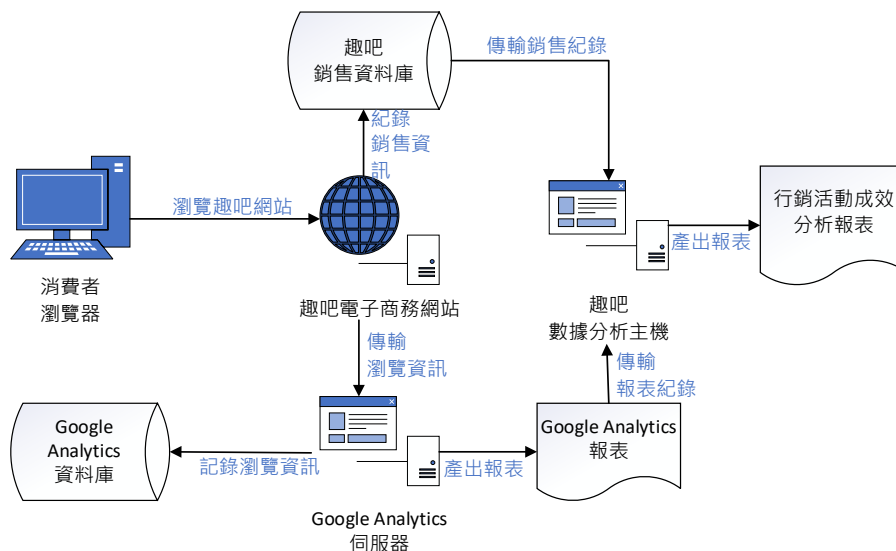 趣吧
銷售資料庫
傳輸銷售紀錄
紀錄
銷售資
訊
瀏覽趣吧網站
消費者
瀏覽器
趣吧電子商務網站
產出報表
行銷活動成效
分析報表
趣吧
數據分析主機
傳輸
瀏覽資訊
傳輸
報表紀錄
Google
Analytics
資料庫
記錄瀏覽資訊
產出報表
Google Analytics
報表
Google Analytics
伺服器